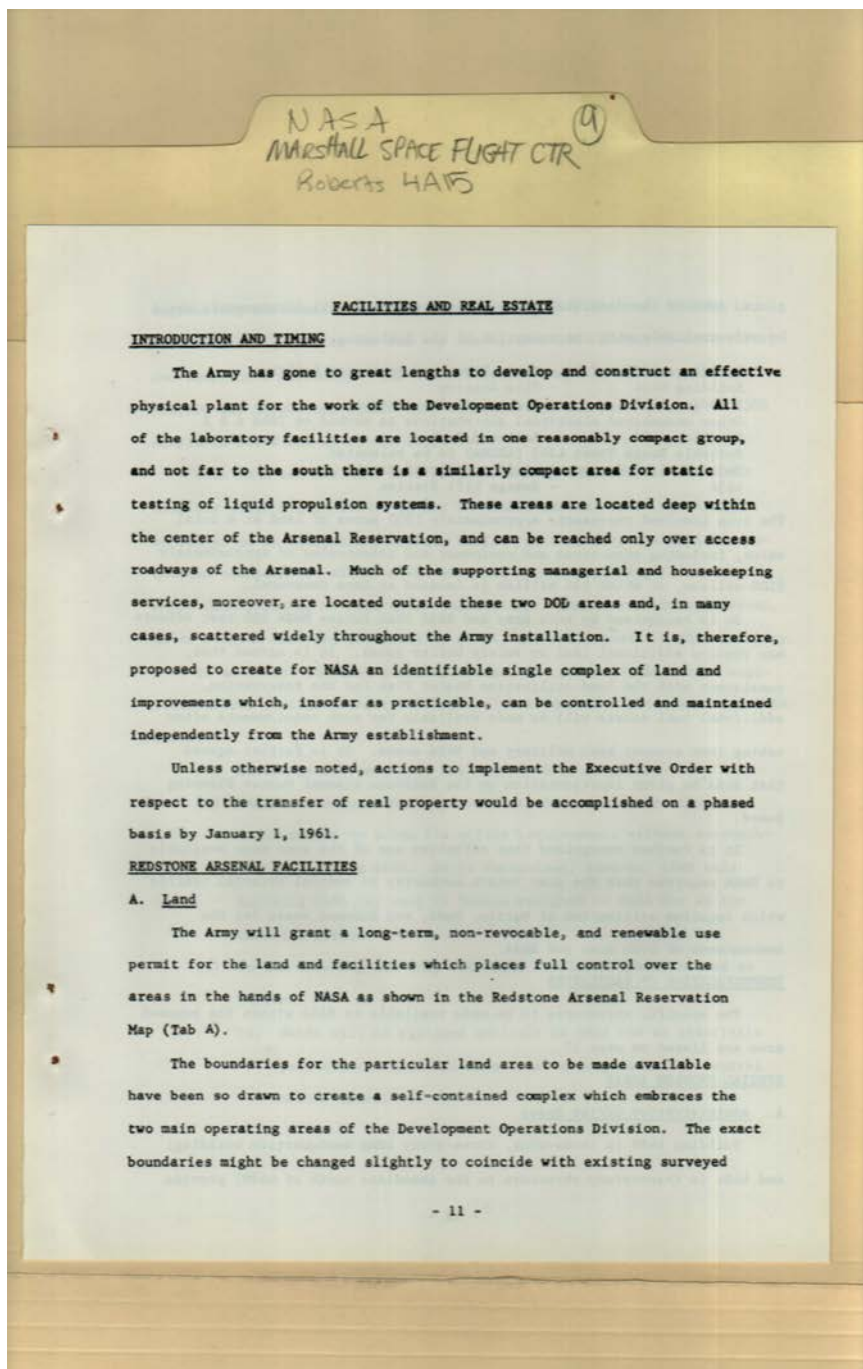 NASA
9
MARSHALL SPACE FLIGHT CTR
Roberts 4A15
FACILITIES AND REAL ESTATE
INTRODUCTION AND TIMING
The Army has gone to great lengths to develop and construct an effective
physical plant for the work of the Development Operations Division. All
of the laboratory facilities are located in one reasonably compact group,
and not far to the south there is a similarly compact area for static
testing of liquid propulsion systems. These areas are located deep within
the center of the Arsenal Reservation, and can be reached only over access
roadways of the Arsenal. Much of the supporting managerial and housekeeping
services, moreover, are located outside these two DOD areas and, in many
cases, scattered widely throughout the Army installation. It is, therefore,
proposed to create for NASA an identifiable single complex of land and
improvements which, insofar as practicable, can be controlled and maintained
independently from the Army establishment.
Unless otherwise noted, actions to implement the Executive Order with
respect to the transfer of real property would be accomplished on a phased
basis by January 1, 1961.
REDSTONE ARSENAL FACILITIES
A. Land
The Army will grant a long-term, non-revocable, and renewable use
permit for the land and facilities which places full control over the
areas in the hands of NASA as shown in the Redstone Arsenal Reservation
Map (Tab A).
The boundaries for the particular land area to be made available
have been so drawn to create a self-contained complex which embraces the
two main operating areas of the Development Operations Division. The exact
boundaries might be changed slightly to coincide with existing surveyed
- 11 -